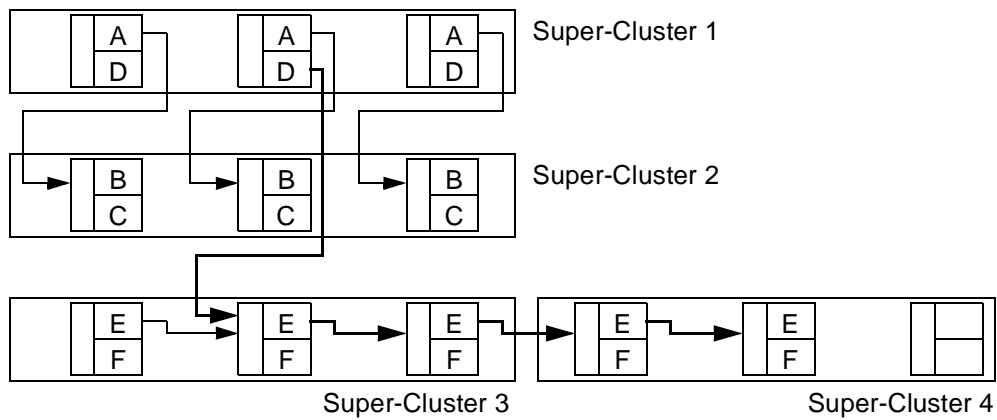 A A A Super-Cluster 1
D D D
B B B Super-Cluster 2
C C C
E E E E E
F F F F F
Super-Cluster 3 Super-Cluster 4